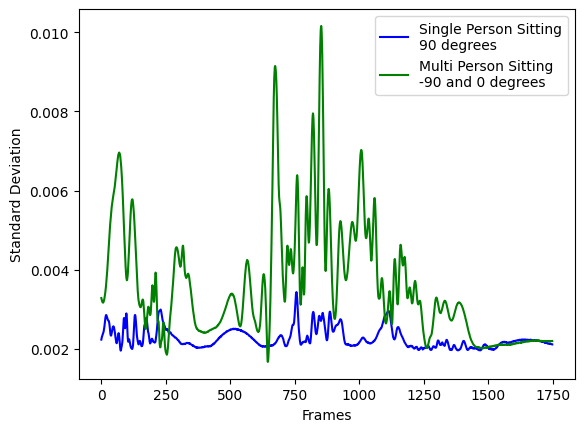 Single Person Sitting
90 degrees
Multi Person Sitting
-90 and 0 degrees
0.010
0.008
0.006
0.004
0.002
Standard Deviation
0 250 500 750 1000 1250 1500 1750
Frames